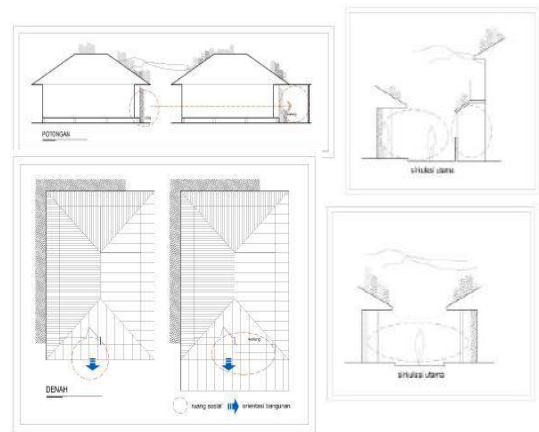 POTONGAN
sirkulasi utama
DENAH
ruang sosial
orientasi bangunan
sirkulasi utama